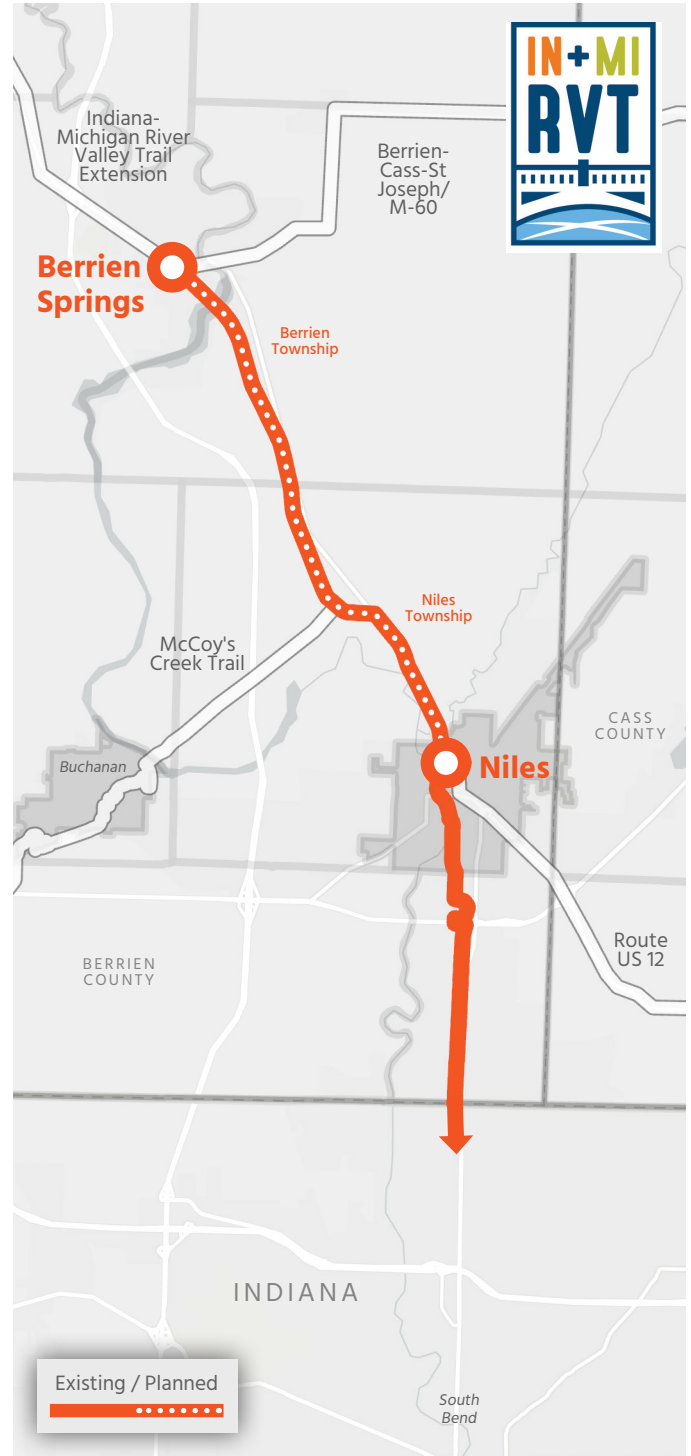 IN+MI
RVT
Indiana-
Michigan River
Valley Trail
Extension
Berrien-
Cass-St
Joseph/
M-60
Berrien
Springs
Berrien
Township
Niles
Township
McCoy's
Creek Trail
CASS
COUNTY
Buchanan
Niles
Route
US 12
BERRIEN
COUNTY
INDIANA
Existing / Planned
South
Bend